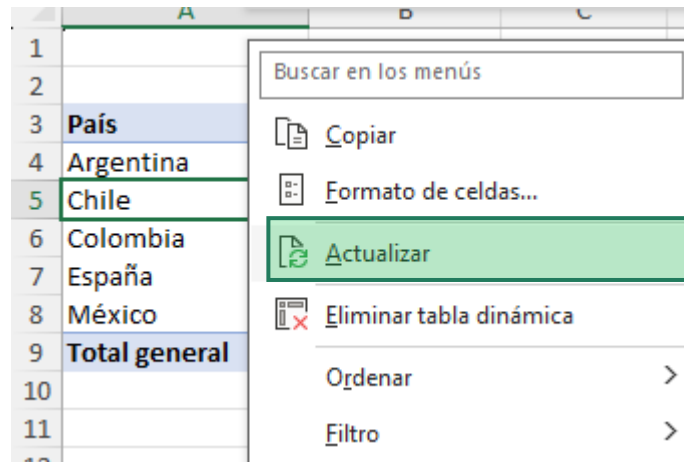 A B C
1
2
3 País
4 Argentina
5 Chile
6 Colombia
7 España
8 México
9 Total general
10
11
12
Buscar en los menús
Copiar
Formato de celdas...
Actualizar
Eliminar tabla dinámica
Ordenar
Filtro